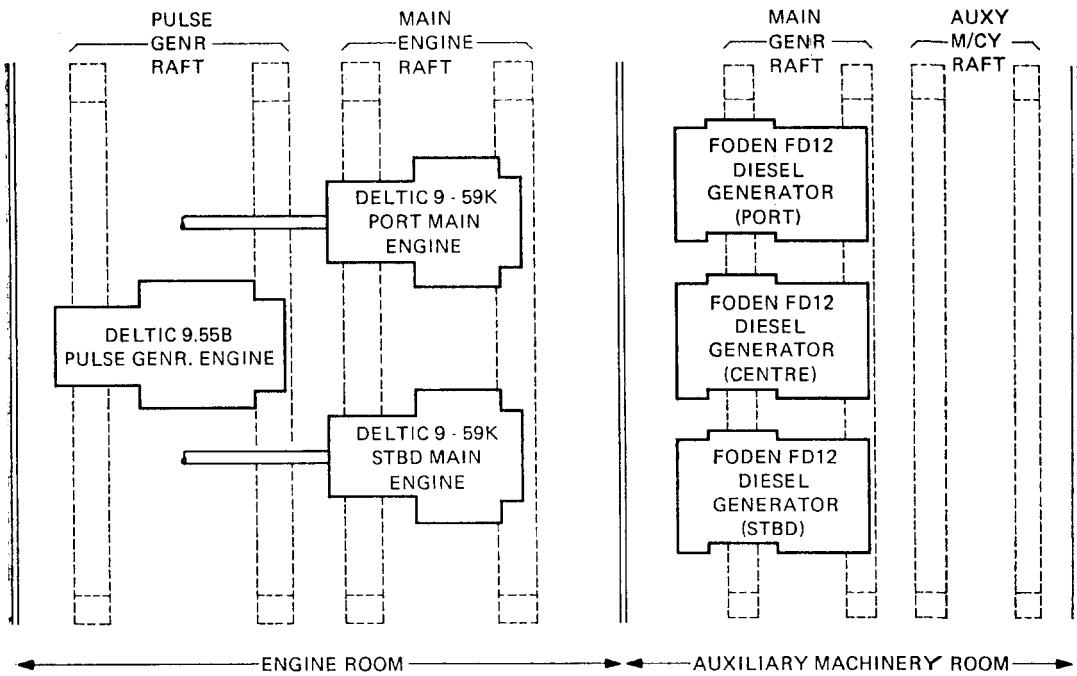 PULSE
GENR
RAFT
MAIN
ENGINE
RAFT
MAIN
GENR
RAFT
AUXY
M/CY
RAFT
DELTIC 9 - 59K
PORT MAIN
ENGINE
DELTIC 9.55B
PULSE GENR. ENGINE
DELTIC 9 - 59K
STBD MAIN
ENGINE
FODEN FD12
DIESEL
GENERATOR
(PORT)
FODEN FD12
DIESEL
GENERATOR
(CENTRE)
FODEN FD12
DIESEL
GENERATOR
(STBD)
ENGINE ROOM
AUXILIARY MACHINERY ROOM